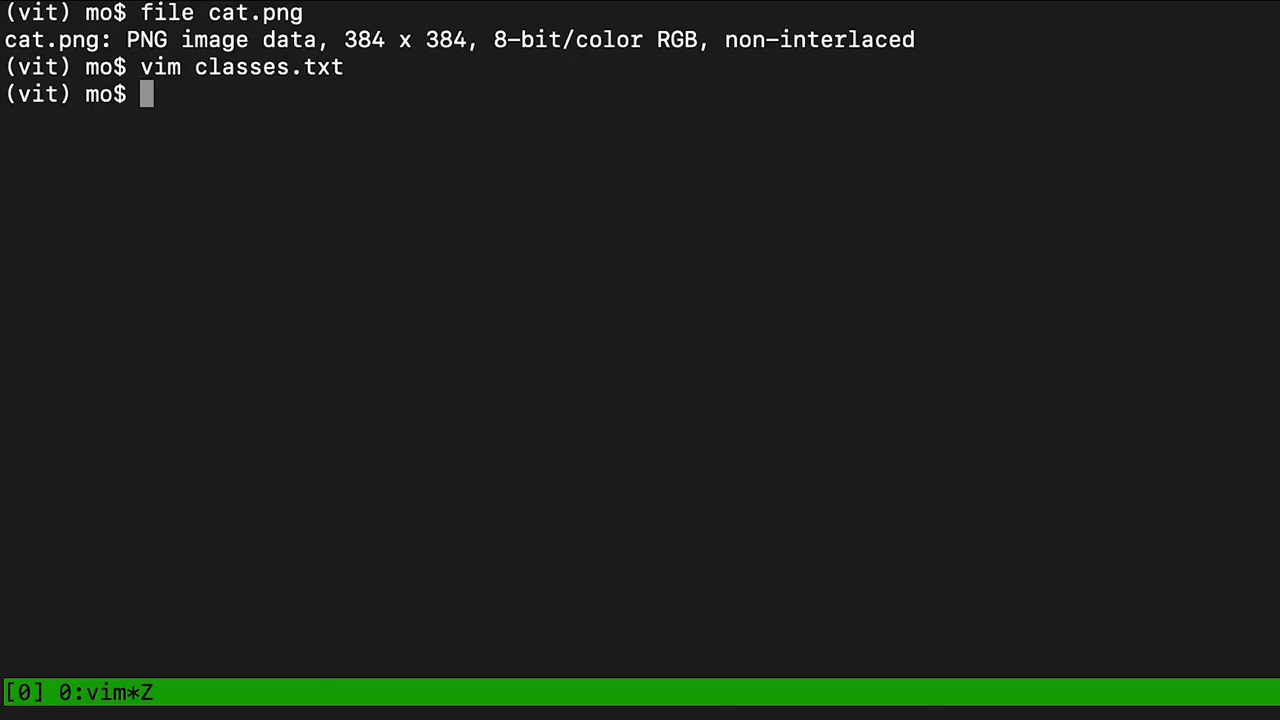 (vit) mo$ file cat.png
cat.png: PNG image data, 384 x 384, 8-bit/color RGB, non-interlaced
(vit) mo$ vim classes.txt
(vit) mo$
[0] 0:vim*Z